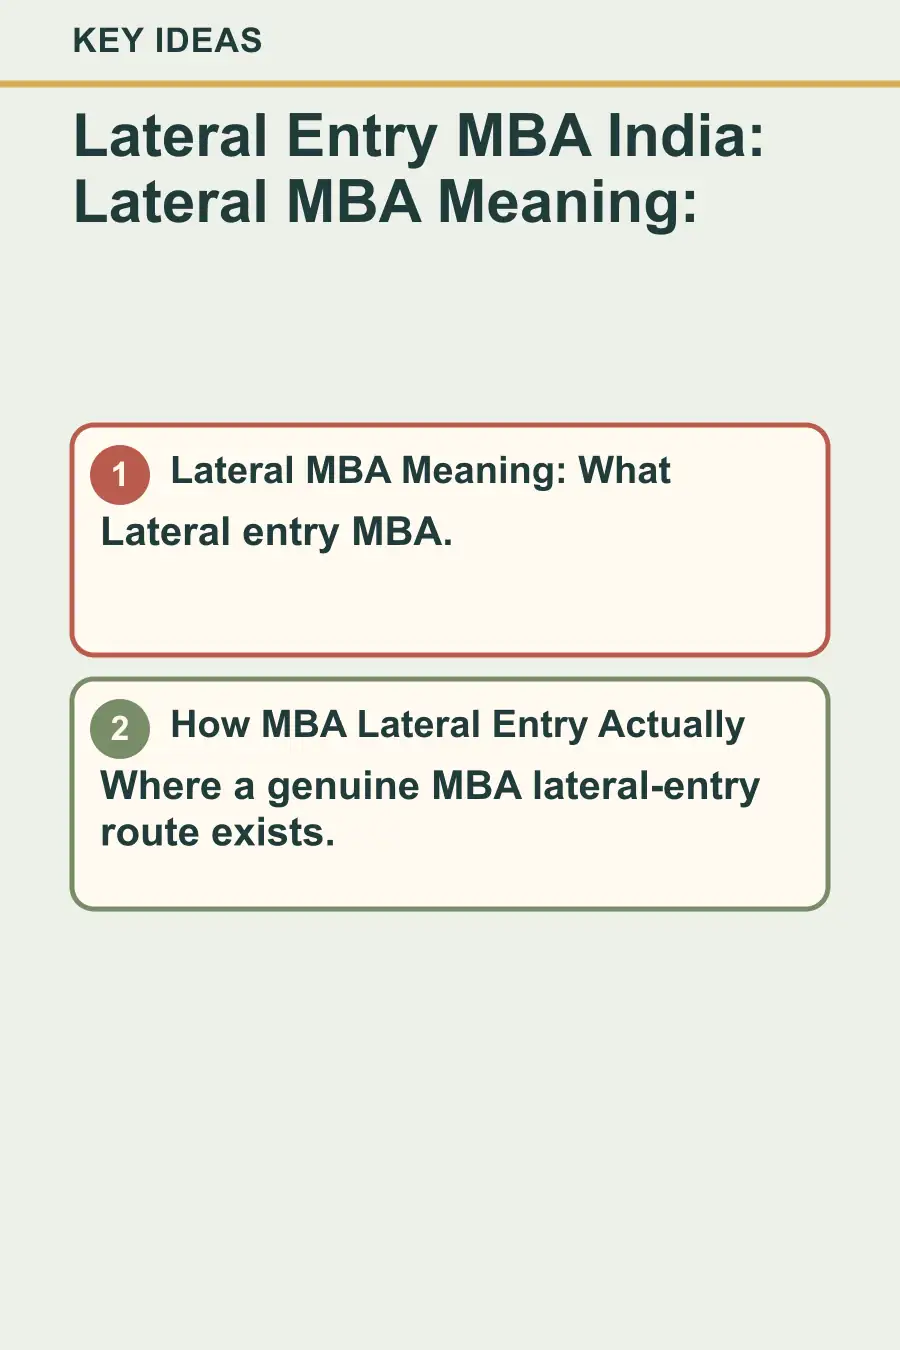 KEY IDEAS
Lateral Entry MBA India:
Lateral MBA Meaning:
1 Lateral MBA Meaning: What
Lateral entry MBA.
2 How MBA Lateral Entry Actually
Where a genuine MBA lateral-entry
route exists.